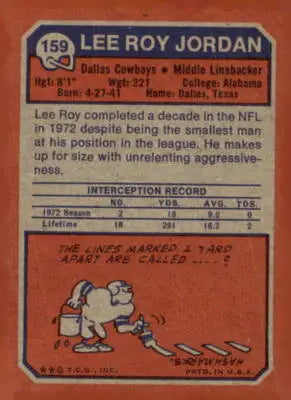 159 LEE ROY JORDAN
Dallas Cowboys ★ Middle Linebacker
Hgt: 6'1" Wgt: 221 College: Alabama
Born: 4-27-41 Home: Dallas, Texas
Lee Roy completed a decade in the NFL
in 1972 despite being the smallest man
at his position in the league. He makes
up for size with unrelenting aggressive-
ness.
INTERCEPTION RECORD
NO. YDS. AVG. TDS.
1972 Season 2 18 9.0 0
Lifetime 18 291 16.2 2
THE LINES MARKED 1 YARD
APART ARE CALLED ....?
HASHMARKS.
★★© T.C.G., INC. PRTD. IN U.S.A.